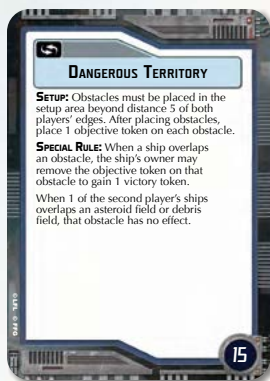 DANGEROUS TERRITORY
SETUP: Obstacles must be placed in the
setup area beyond distance 5 of both
players' edges. After placing obstacles,
place 1 objective token on each obstacle.
SPECIAL RULE: When a ship overlaps
an obstacle, the ship's owner may
remove the objective token on that
obstacle to gain 1 victory token.
When 1 of the second player's ships
overlaps an asteroid field or debris
field, that obstacle has no effect.
© LFL © FFG
15